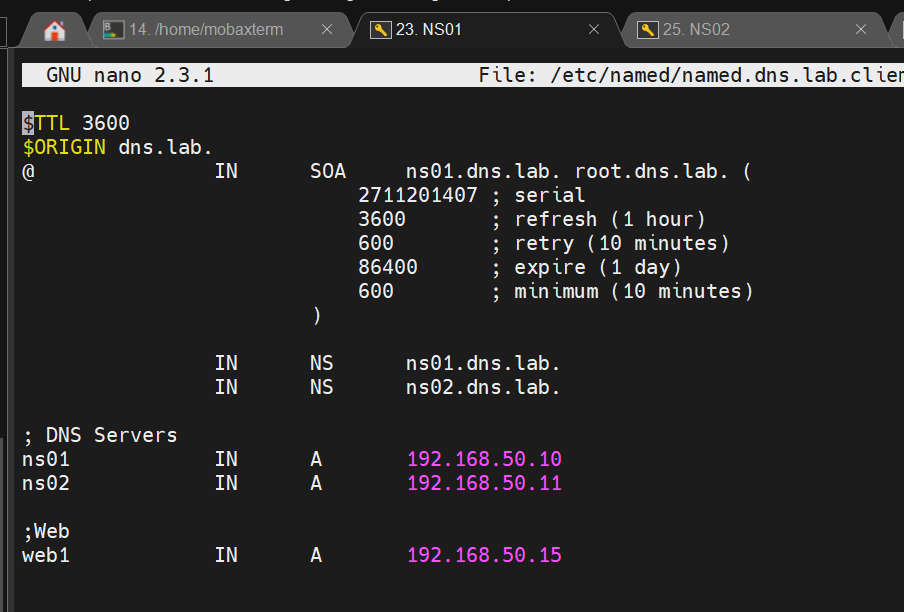 14. /home/mobaxterm
23. NS01
25. NS02
GNU nano 2.3.1 File: /etc/named/named.dns.lab.clien
$TTL 3600
$ORIGIN dns.lab.
@ IN SOA ns01.dns.lab. root.dns.lab. (
2711201407 ; serial
3600 ; refresh (1 hour)
600 ; retry (10 minutes)
86400 ; expire (1 day)
600 ; minimum (10 minutes)
)
IN NS ns01.dns.lab.
IN NS ns02.dns.lab.
; DNS Servers
ns01 IN A 192.168.50.10
ns02 IN A 192.168.50.11
;Web
web1 IN A 192.168.50.15